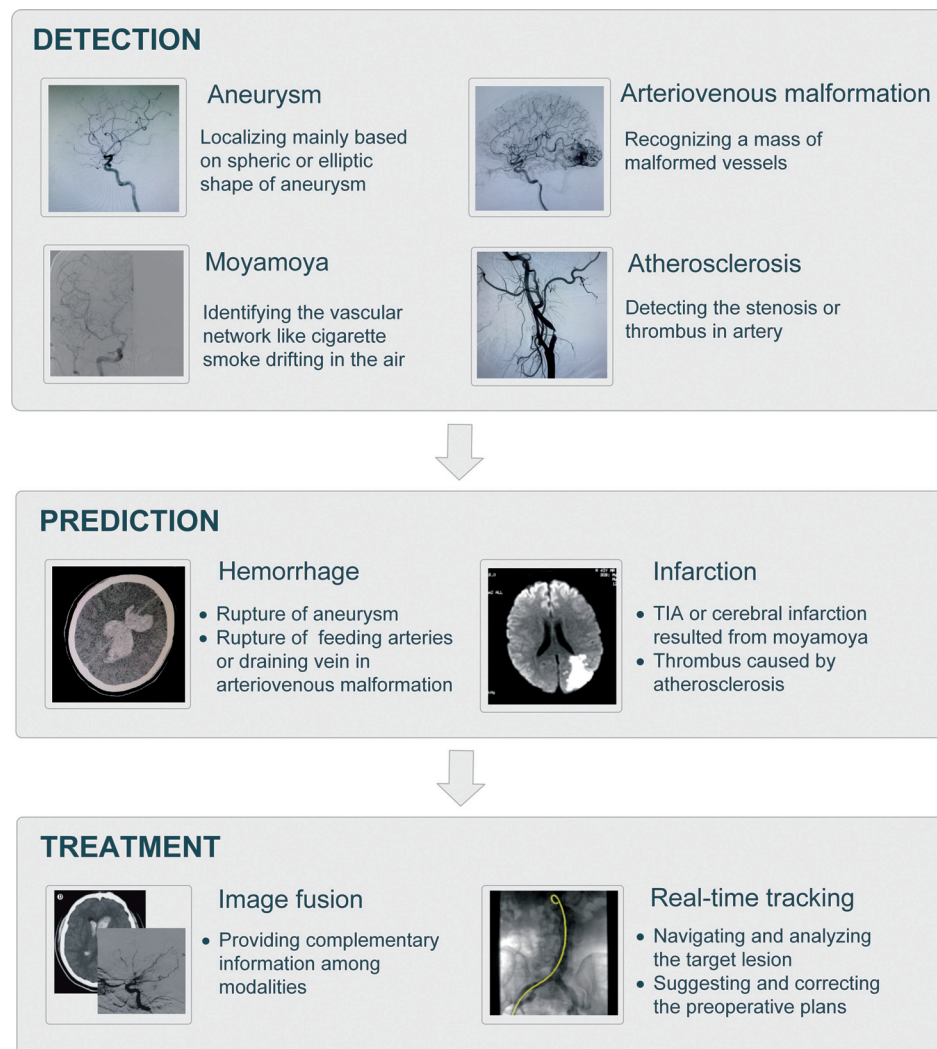 DETECTION
Aneurysm
Localizing mainly based
on spheric or elliptic
shape of aneurysm
Arteriovenous malformation
Recognizing a mass of
malformed vessels
Moyamoya
Identifying the vascular
network like cigarette
smoke drifting in the air
Atherosclerosis
Detecting the stenosis or
thrombus in artery
PREDICTION
Hemorrhage
• Rupture of aneurysm
• Rupture of feeding arteries
or draining vein in
arteriovenous malformation
Infarction
• TIA or cerebral infarction
resulted from moyamoya
• Thrombus caused by
atherosclerosis
TREATMENT
Image fusion
• Providing complementary
information among
modalities
Real-time tracking
• Navigating and analyzing
the target lesion
• Suggesting and correcting
the preoperative plans